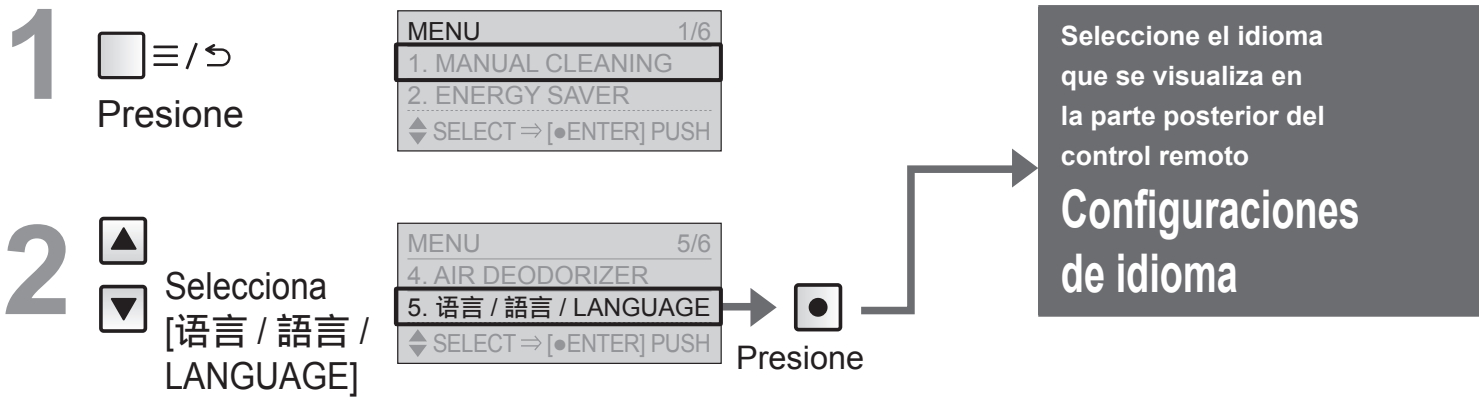 1
≡/⮌
Presione
MENU 1/6
1. MANUAL CLEANING
2. ENERGY SAVER
SELECT ⇒ [●ENTER] PUSH
2
▲
▼
Selecciona
[语言 / 語言 /
LANGUAGE]
MENU 5/6
4. AIR DEODORIZER
5. 语言 / 語言 / LANGUAGE
SELECT ⇒ [●ENTER] PUSH
Presione
Seleccione el idioma
que se visualiza en
la parte posterior del
control remoto
Configuraciones
de idioma